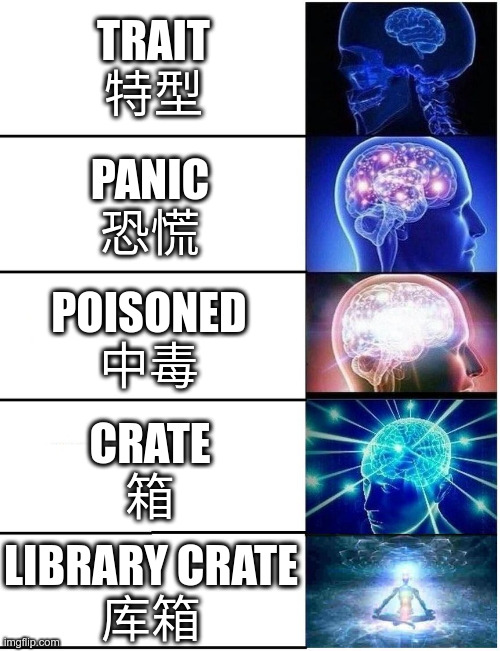 TRAIT
特型
PANIC
恐慌
POISONED
中毒
CRATE
箱
LIBRARY CRATE
库箱
imgflip.com